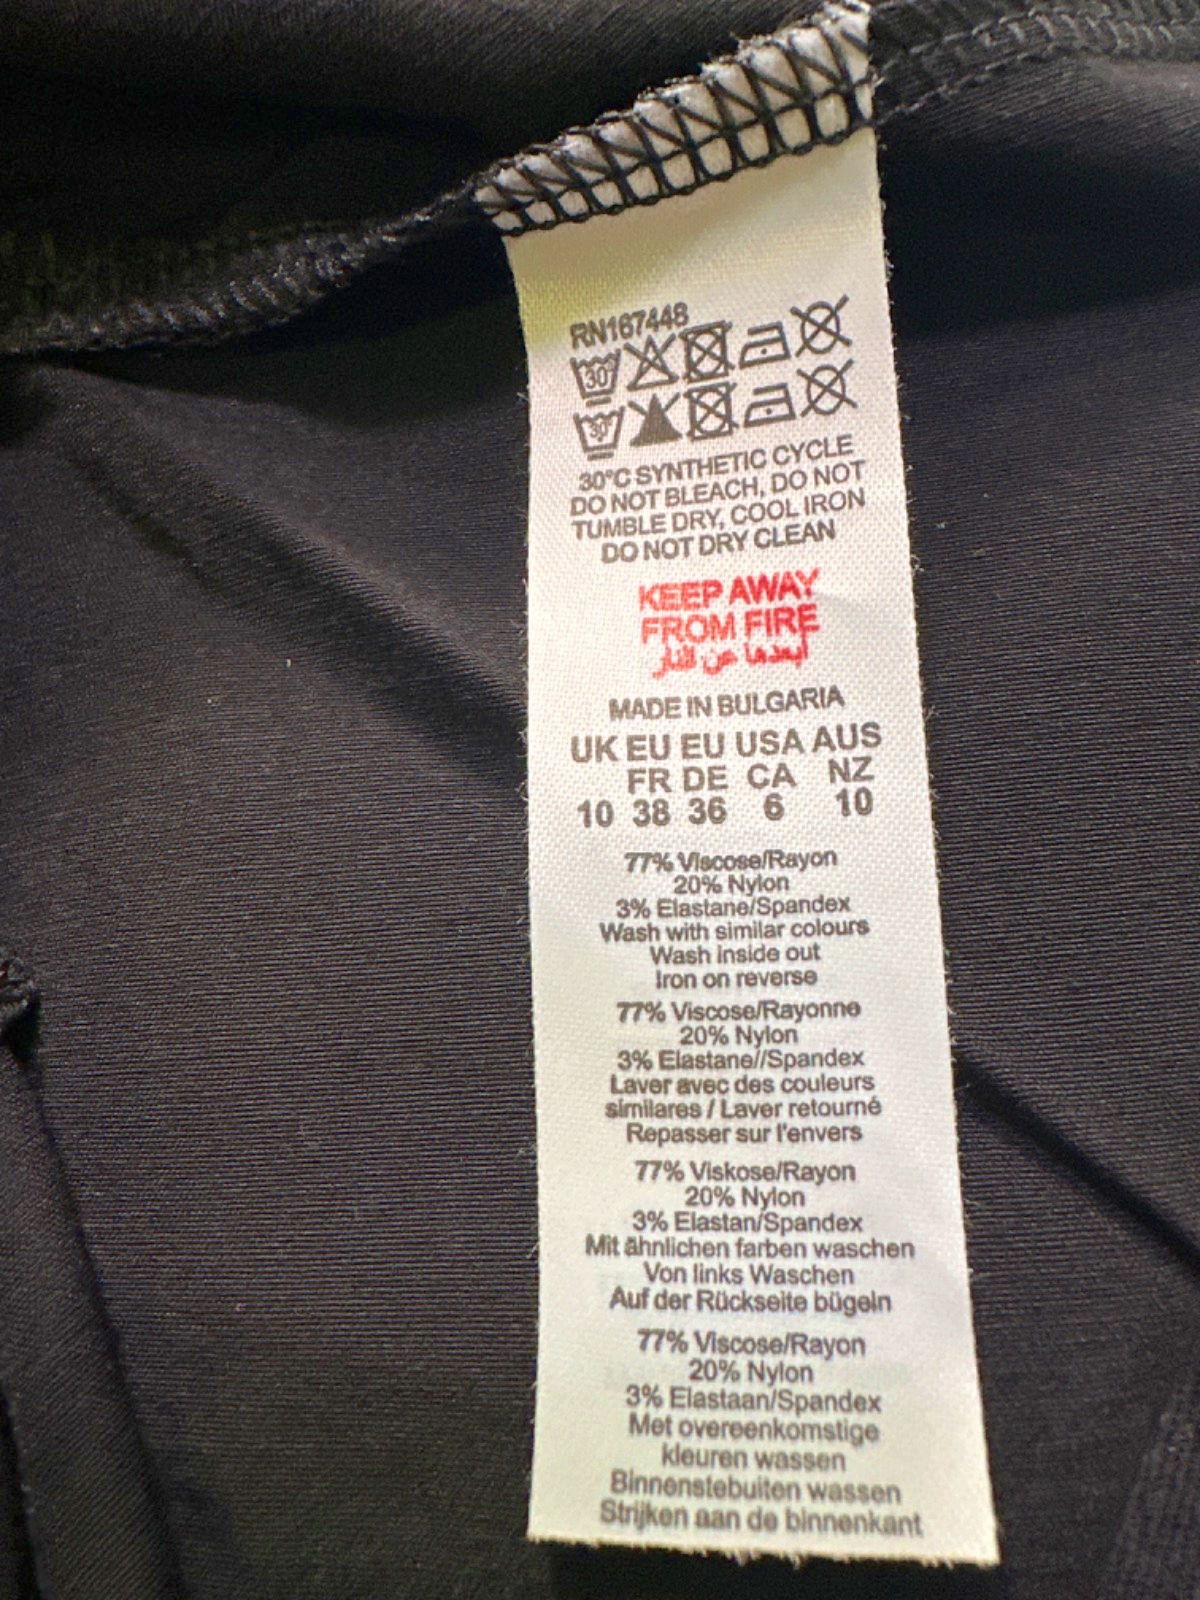 RN167448
30°
30°
30°C SYNTHETIC CYCLE
DO NOT BLEACH, DO NOT
TUMBLE DRY, COOL IRON
DO NOT DRY CLEAN
KEEP AWAY
FROM FIRE
أبعدها عن النار
MADE IN BULGARIA
UK EU EU USA AUS
FR DE CA NZ
10 38 36 6 10
77% Viscose/Rayon
20% Nylon
3% Elastane/Spandex
Wash with similar colours
Wash inside out
Iron on reverse
77% Viscose/Rayonne
20% Nylon
3% Elastane//Spandex
Laver avec des couleurs
similares / Laver retourné
Repasser sur l'envers
77% Viskose/Rayon
20% Nylon
3% Elastan/Spandex
Mit ähnlichen farben waschen
Von links Waschen
Auf der Rückseite bügeln
77% Viscose/Rayon
20% Nylon
3% Elastaan/Spandex
Met overeenkomstige
kleuren wassen
Binnenstebuiten wassen
Strijken aan de binnenkant